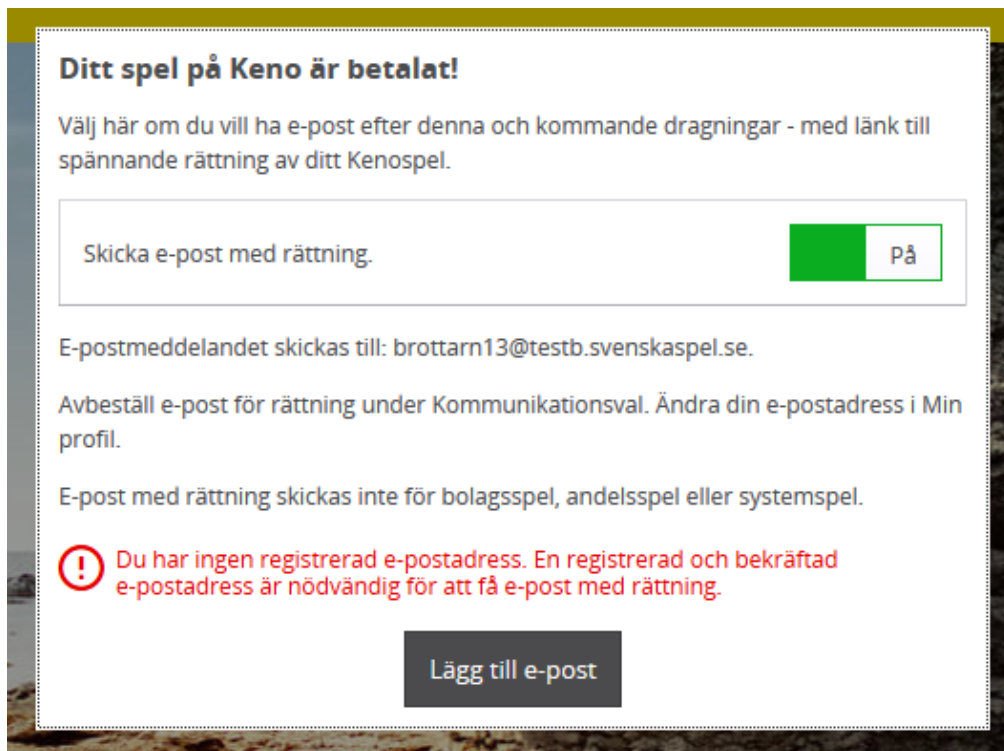 Ditt spel på Keno är betalat!
Välj här om du vill ha e-post efter denna och kommande dragningar - med länk till
spännande rättning av ditt Kenospel.
Skicka e-post med rättning.
På
E-postmeddelandet skickas till: brottarn13@testb.svenskaspel.se.
Avbeställ e-post för rättning under Kommunikationsval. Ändra din e-postadress i Min
profil.
E-post med rättning skickas inte för bolagsspel, andelsspel eller systemspel.
Du har ingen registrerad e-postadress. En registrerad och bekräftad
e-postadress är nödvändig för att få e-post med rättning.
Lägg till e-post